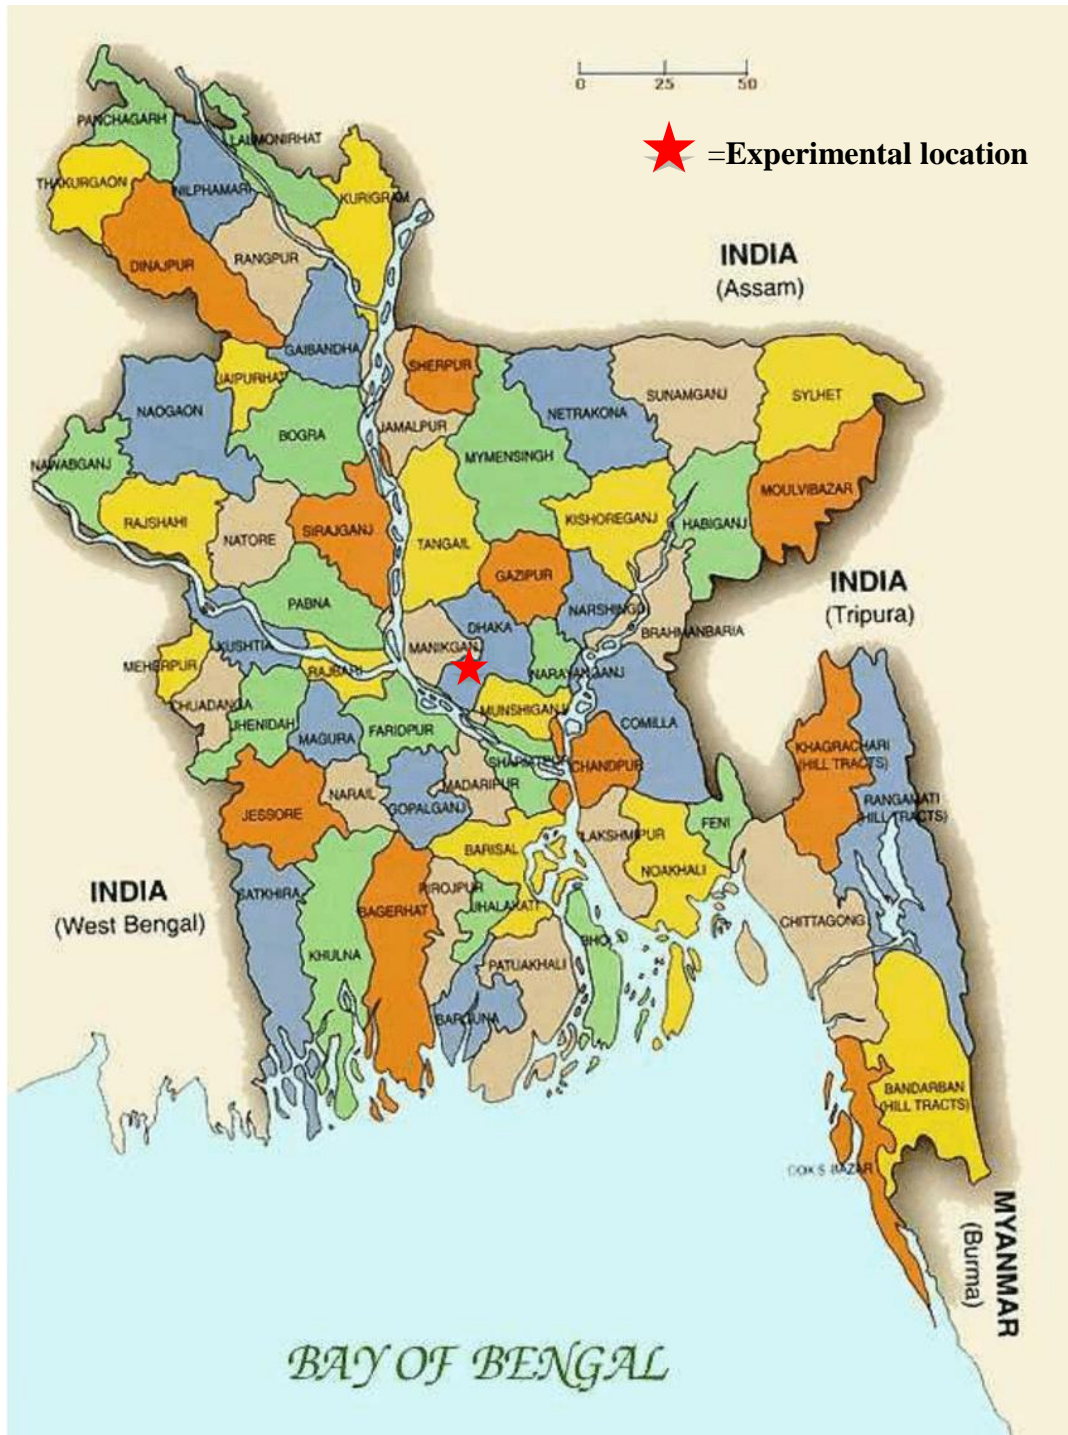 0 25 50
=Experimental location
PANCHAGARH
LALMONIRHAT
THAKURGAON
NILPHAMARI
KURIGRAM
DINAJPUR
RANGPUR
INDIA
(Assam)
GAIBANDHA
JAIPURHAT
SHERPUR
NAOGAON
BOGRA
JAMALPUR
NETRAKONA
SUNAMGANJ
SYLHET
NAWABGANJ
MYMENSINGH
RAJSHAHI
NATORE
SIRAJGANJ
TANGAIL
KISHOREGANJ
HABIGANJ
MOULVIBAZAR
GAZIPUR
INDIA
(Tripura)
PABNA
NARSHINGDI
DHAKA
BRAHMANBARIA
KUSHTIA
MANIKGANJ
MEHERPUR
RAJBARI
NARAYANGANJ
CHUADANGA
JHENIDAH
MAGURA
FARIDPUR
MUNSHIGANJ
COMILLA
SHARIATPUR
CHANDPUR
KHAGRACHARI
(HILL TRACTS)
JESSORE
NARAIL
GOPALGANJ
MADARIPUR
RANGAMATI
(HILL TRACTS)
FENI
LAKSHMIPUR
BARISAL
NOAKHALI
INDIA
(West Bengal)
SATKHIRA
PIROJPUR
JHALAKATI
BAGERHAT
CHITTAGONG
KHULNA
BHOLA
PATUAKHALI
BARGUNA
BANDARBAN
(HILL TRACTS)
COX'S BAZAR
MYANMAR
(Burma)
BAY OF BENGAL